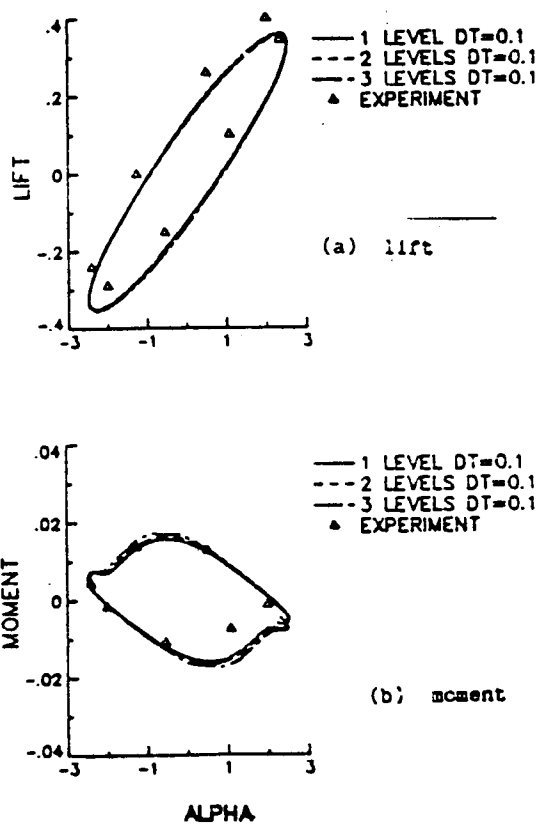 .4
.2
0
-.2
-.4
LIFT
-3
-1
1
3
1 LEVEL DT=0.1
2 LEVELS DT=0.1
3 LEVELS DT=0.1
EXPERIMENT
(a) lift
.04
.02
0
-.02
-.04
MOMENT
-3
-1
1
3
ALPHA
1 LEVEL DT=0.1
2 LEVELS DT=0.1
3 LEVELS DT=0.1
EXPERIMENT
(b) moment